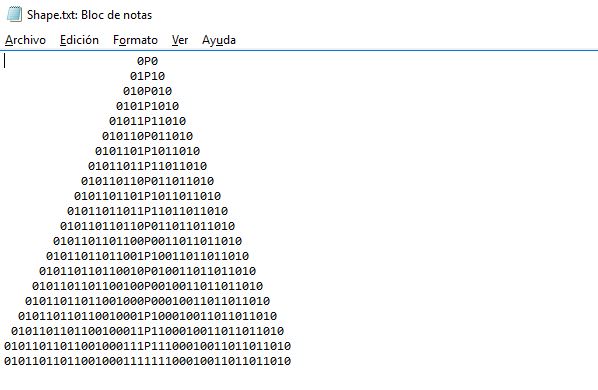 Shape.txt: Bloc de notas
Archivo Edición Formato Ver Ayuda
0P0
01P10
010P010
0101P1010
01011P11010
010110P011010
0101101P1011010
01011011P11011010
010110110P011011010
0101101101P1011011010
01011011011P11011011010
010110110110P011011011010
0101101101100P0011011011010
01011011011001P10011011011010
010110110110010P010011011011010
0101101101100100P0010011011011010
01011011011001000P00010011011011010
010110110110010001P100010011011011010
0101101101100100011P1100010011011011010
01011011011001000111P11100010011011011010
01011011011001000111111100010011011011010